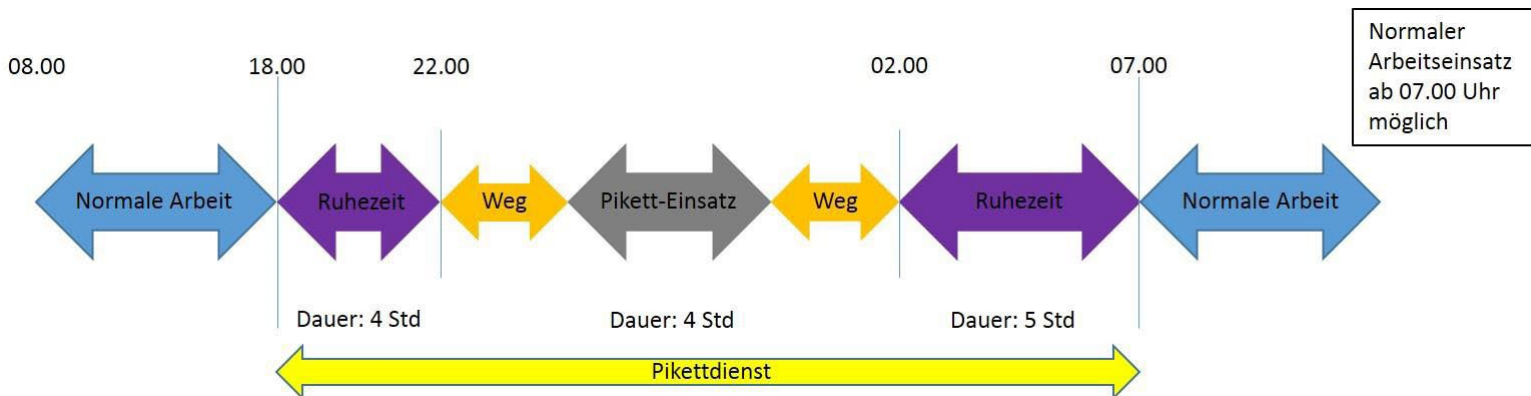 Normaler
Arbeitseinsatz
ab 07.00 Uhr
möglich
08.00 18.00 22.00 02.00 07.00
Normale Arbeit Ruhezeit Weg Pikett-Einsatz Weg Ruhezeit Normale Arbeit
Dauer: 4 Std Dauer: 4 Std Dauer: 5 Std
Pikettdienst